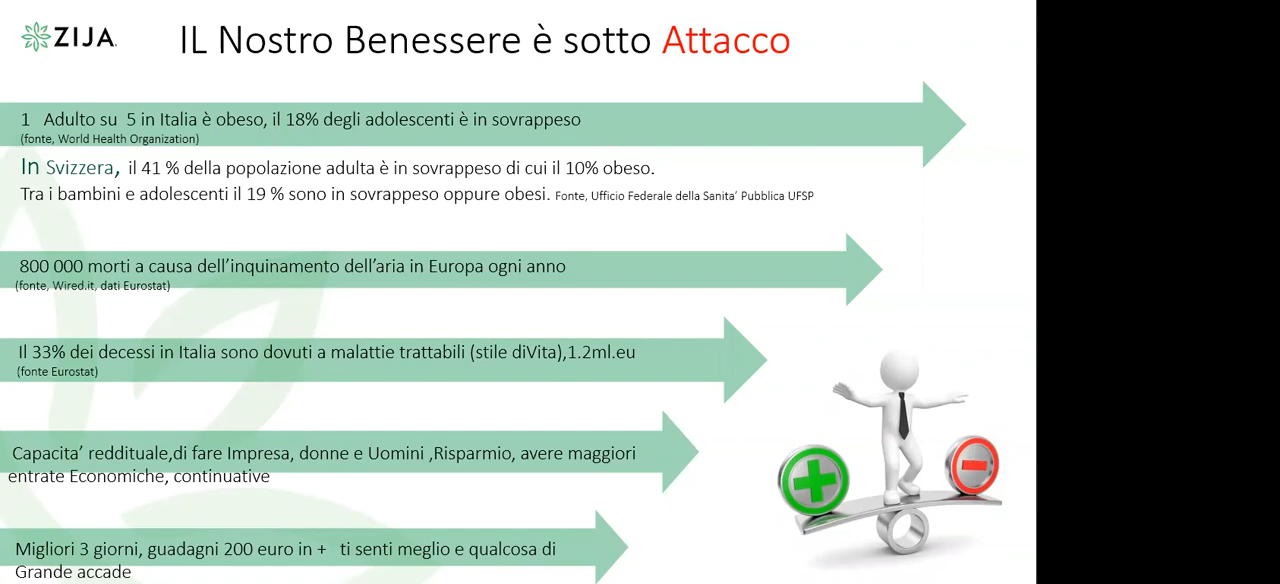 ZIJA
IL Nostro Benessere è sotto Attacco
1 Adulto su 5 in Italia è obeso, il 18% degli adolescenti è in sovrappeso
(fonte, World Health Organization)
In Svizzera, il 41 % della popolazione adulta è in sovrappeso di cui il 10% obeso.
Tra i bambini e adolescenti il 19 % sono in sovrappeso oppure obesi. Fonte, Ufficio Federale della Sanita’ Pubblica UFSP
800 000 morti a causa dell’inquinamento dell’aria in Europa ogni anno
(fonte, Wired.it, dati Eurostat)
Il 33% dei decessi in Italia sono dovuti a malattie trattabili (stile diVita),1.2ml.eu
(fonte Eurostat)
Capacita’ reddituale,di fare Impresa, donne e Uomini ,Risparmio, avere maggiori
entrate Economiche, continuative
Migliori 3 giorni, guadagni 200 euro in + ti senti meglio e qualcosa di
Grande accade